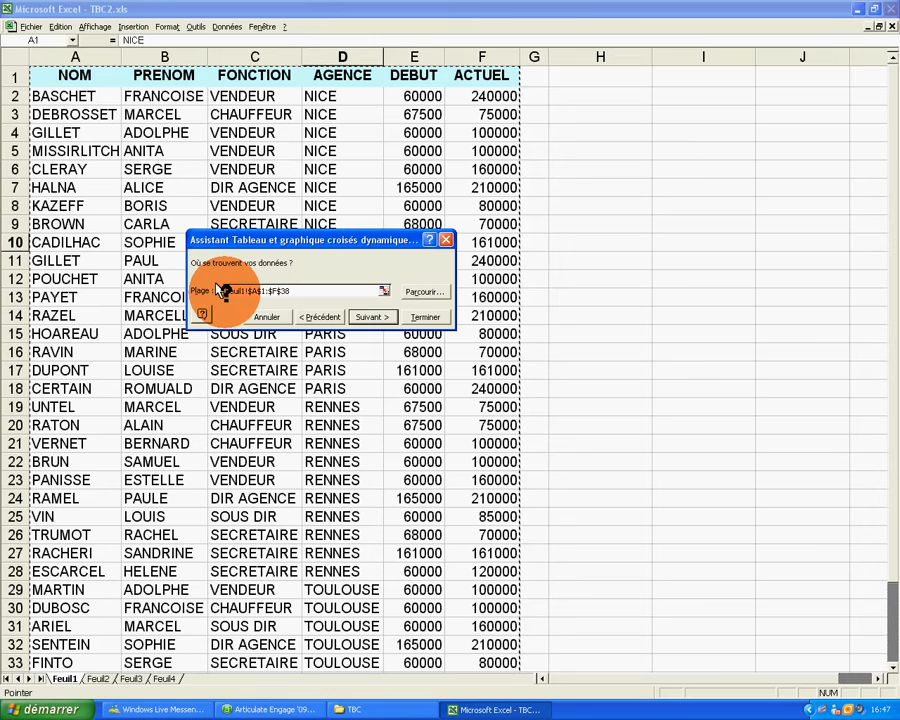 Microsoft Excel - TBC2.xls
Fichier Edition Affichage Insertion Format Outils Données Fenêtre ?
A1 = NICE
A B C D E F G H I J
1 NOM PRENOM FONCTION AGENCE DEBUT ACTUEL
2 BASCHET FRANCOISE VENDEUR NICE 60000 240000
3 DEBROSSET MARCEL CHAUFFEUR NICE 67500 75000
4 GILLET ADOLPHE VENDEUR NICE 60000 100000
5 MISSIRLITCH ANITA VENDEUR NICE 60000 100000
6 CLERAY SERGE VENDEUR NICE 60000 160000
7 HALNA ALICE DIR AGENCE NICE 165000 210000
8 KAZEFF BORIS VENDEUR NICE 60000 80000
9 BROWN CARLA SECRETAIRE NICE 68000 70000
10 CADILHAC SOPHIE 161000
Assistant Tableau et graphique croisés dynamique...
11 GILLET PAUL 240000
Où se trouvent vos données ?
12 POUCHET ANITA 100000
Plage : Feuil1!$A$1:$F$38 Parcourir...
13 PAYET FRANCOI 160000
14 RAZEL MARCEL 100000
Annuler < Précédent Suivant > Terminer
15 HOAREAU SOUS DIR PARIS 60000 80000
16 RAVIN MARINE SECRETAIRE PARIS 68000 70000
17 DUPONT LOUISE SECRETAIRE PARIS 161000 161000
18 CERTAIN ROMUALD DIR AGENCE PARIS 60000 240000
19 UNTEL MARCEL VENDEUR RENNES 67500 75000
20 RATON ALAIN CHAUFFEUR RENNES 67500 75000
21 VERNET BERNARD CHAUFFEUR RENNES 60000 100000
22 BRUN SAMUEL VENDEUR RENNES 60000 100000
23 PANISSE ESTELLE VENDEUR RENNES 60000 160000
24 RAMEL PAULE DIR AGENCE RENNES 165000 210000
25 VIN LOUIS SOUS DIR RENNES 60000 85000
26 TRUMOT RACHEL SECRETAIRE RENNES 68000 70000
27 RACHERI SANDRINE SECRETAIRE RENNES 161000 161000
28 ESCARCEL HELENE SECRETAIRE RENNES 60000 120000
29 MARTIN ADOLPHE VENDEUR TOULOUSE 60000 100000
30 DUBOSC FRANCOISE CHAUFFEUR TOULOUSE 60000 100000
31 ARIEL MARCEL SOUS DIR TOULOUSE 60000 160000
32 SENTEIN SOPHIE DIR AGENCE TOULOUSE 165000 210000
33 FINTO SERGE SECRETAIRE TOULOUSE 60000 80000
Feuil1 Feuil2 Feuil3 Feuil4
Pointer NUM
démarrer Windows Live Messen... Articulate Engage '09... TBC Microsoft Excel - TBC... 16:47